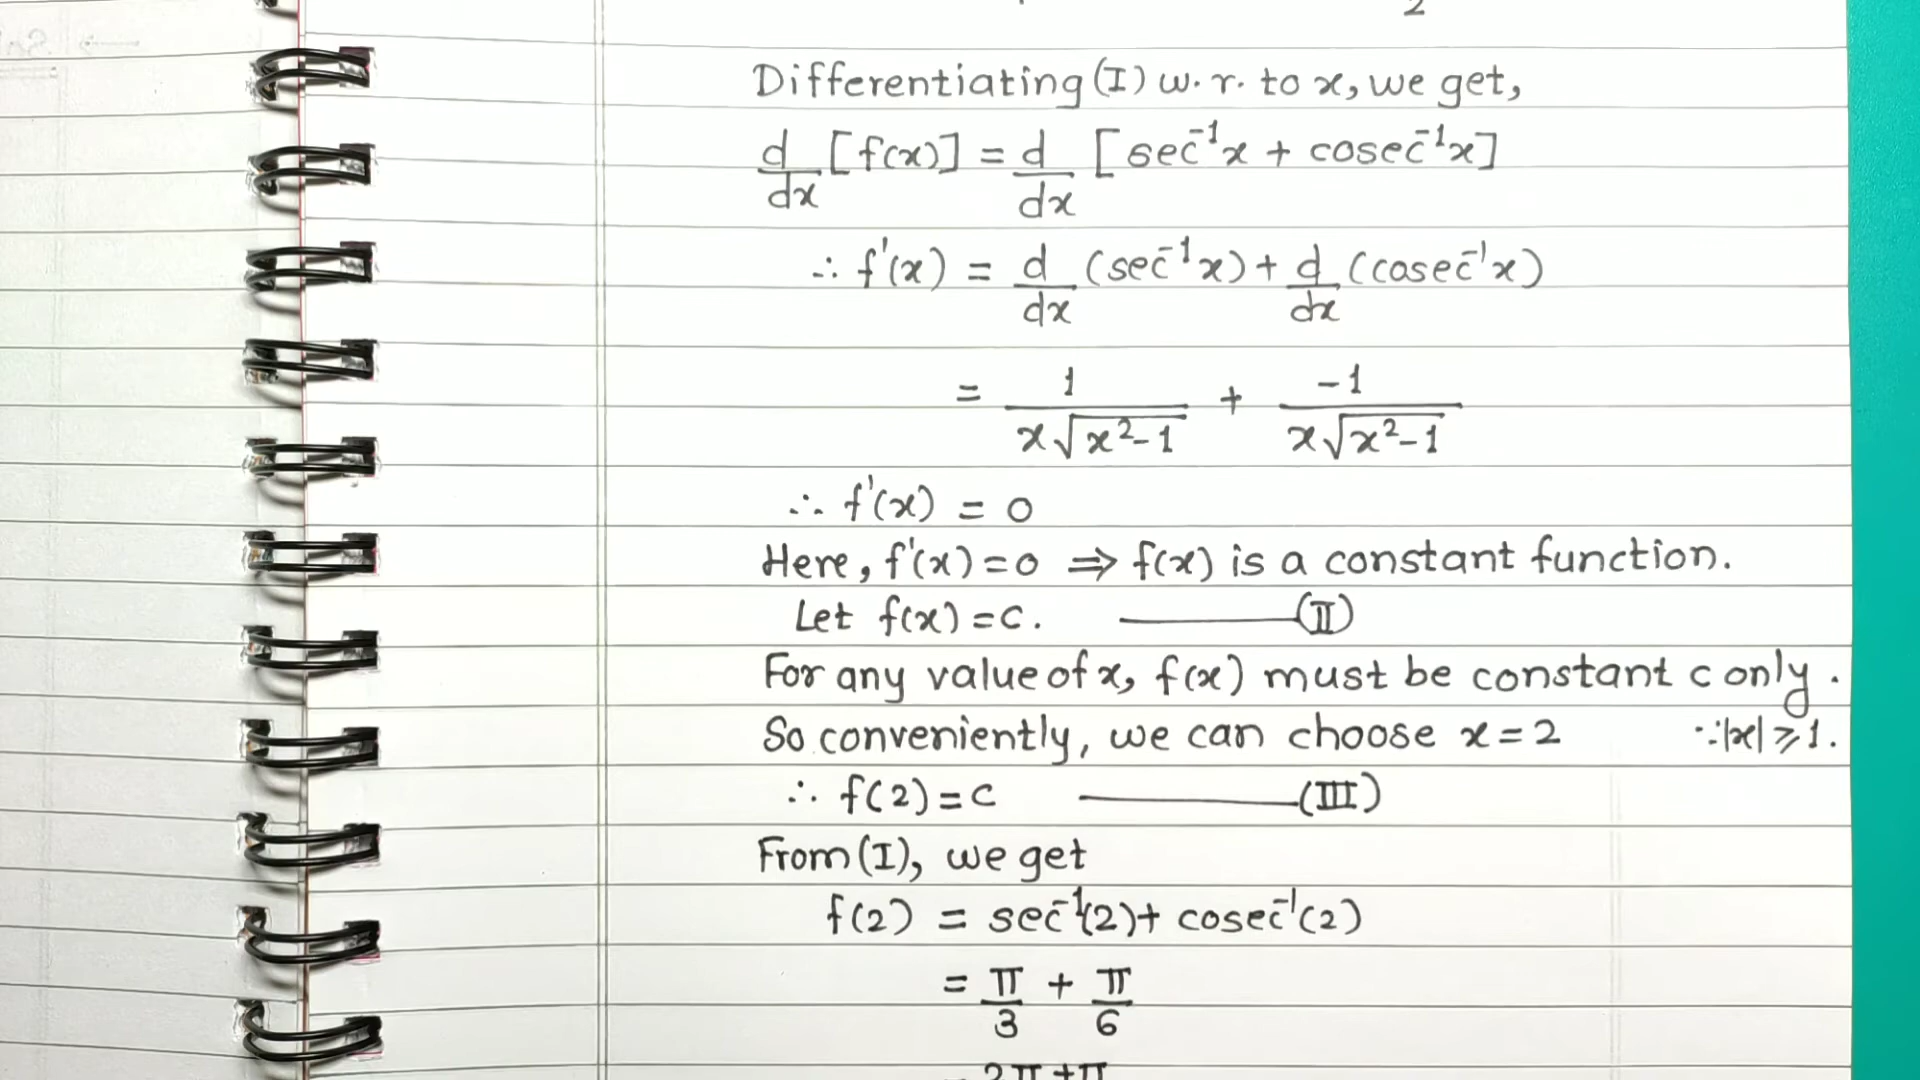 2
Differentiating (I) w. r. to x, we get,
d/dx [f(x)] = d/dx [sec⁻¹x + cosec⁻¹x]
∴ f'(x) = d/dx (sec⁻¹x) + d/dx (cosec⁻¹x)
= 1/(x√(x²-1)) + -1/(x√(x²-1))
∴ f'(x) = 0
Here, f'(x) = 0 ⇒ f(x) is a constant function.
Let f(x) = C. ———(II)
For any value of x, f(x) must be constant c only.
So conveniently, we can choose x = 2 ∵ |x| ⩾ 1.
∴ f(2) = C ———(III)
From (I), we get
f(2) = sec⁻¹(2) + cosec⁻¹(2)
= π/3 + π/6
= 2π + π